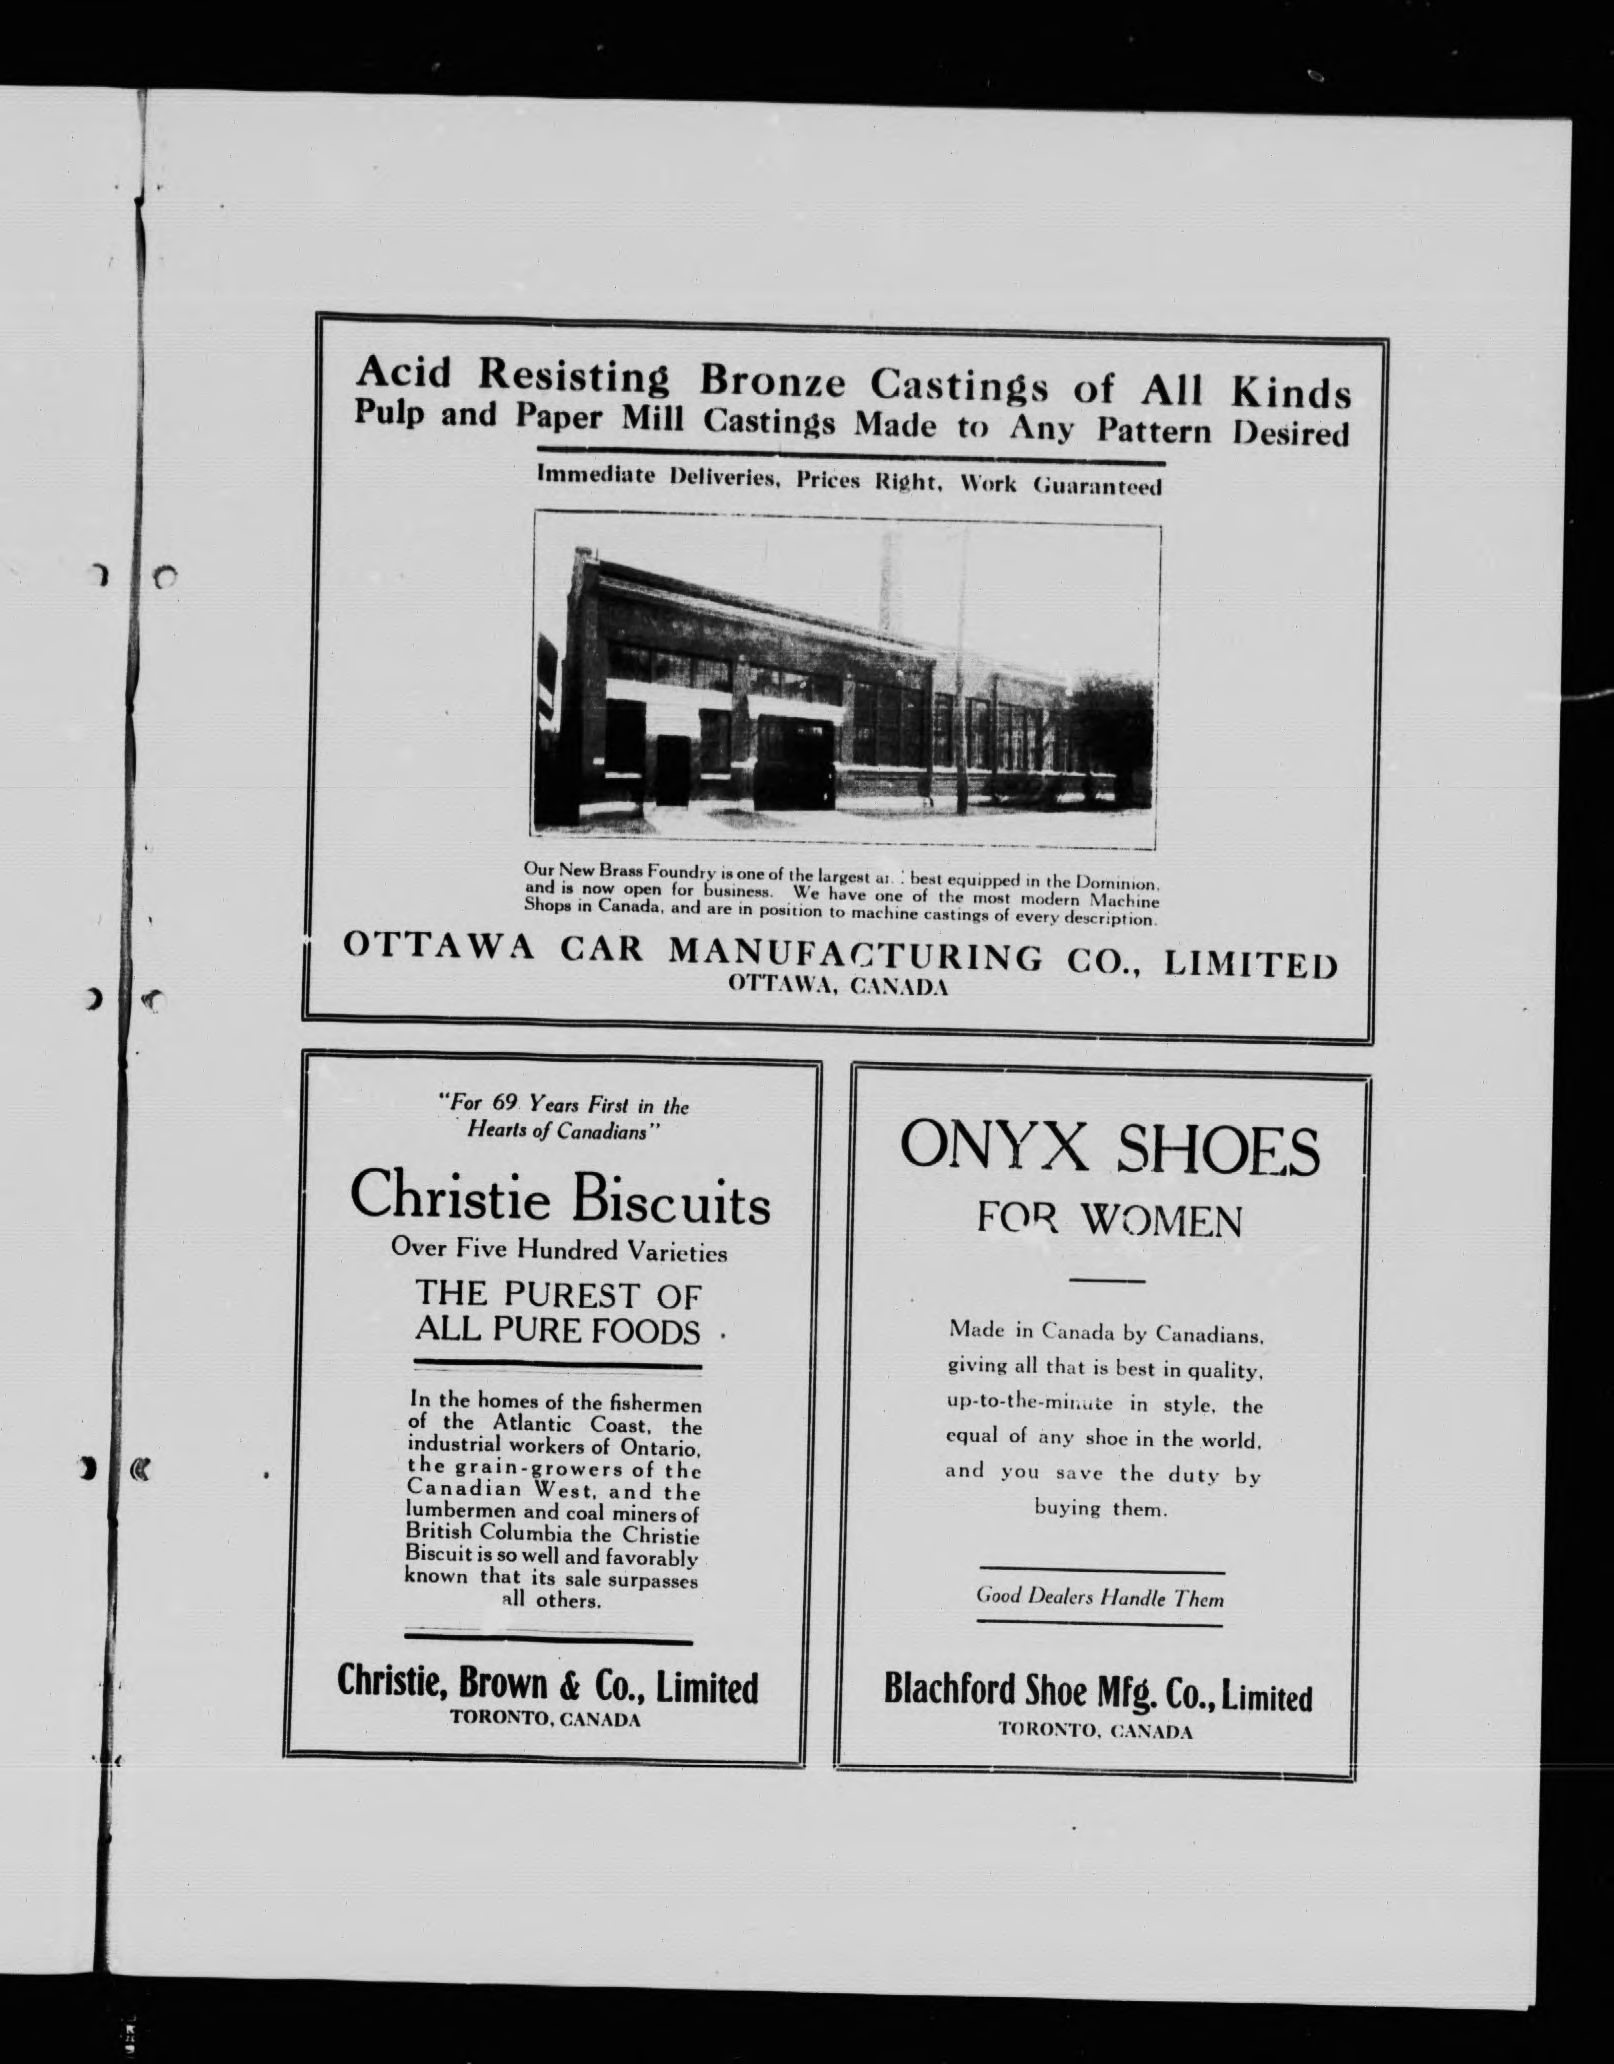 Acid Resisting Bronze Castings of All Kinds
Pulp and Paper Mill Castings Made to Any Pattern Desired
Immediate Deliveries, Prices Right, Work Guaranteed
Our New Brass Foundry is one of the largest best equipped in the Dominion,
and is now open for business. We have one of the most modern Machine
Shops in Canada, and are in position to machine castings of every description.
OTTAWA CAR MANUFACTURING CO., LIMITED
OTTAWA, CANADA
"For 69 Years First in the
Hearts of Canadians"
Christie Biscuits
Over Five Hundred Varieties
THE PUREST OF
ALL PURE FOODS
In the homes of the fishermen
of the Atlantic Coast, the
industrial workers of Ontario,
the grain-growers of the
Canadian West, and the
lumbermen and coal miners of
British Columbia the Christie
Biscuit is so well and favorably
known that its sale surpasses
all others.
Christie, Brown & Co., Limited
TORONTO, CANADA
ONYX SHOES
FOR WOMEN
Made in Canada by Canadians,
giving all that is best in quality,
up-to-the-minute in style, the
equal of any shoe in the world,
and you save the duty by
buying them.
Good Dealers Handle Them
Blachford Shoe Mfg. Co., Limited
TORONTO, CANADA